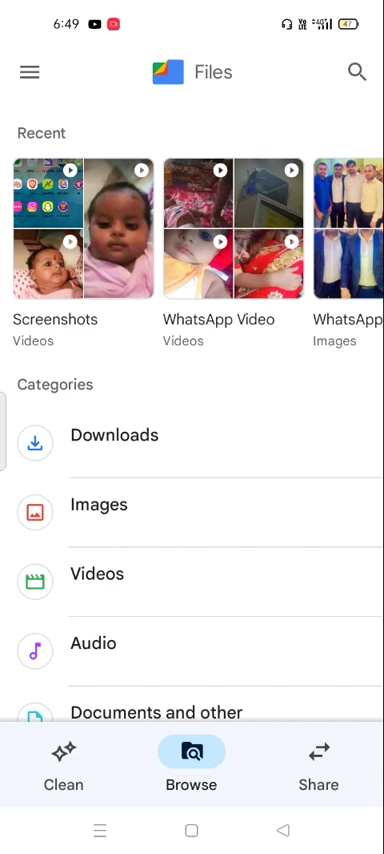 6:49
47
Files
Recent
Screenshots
Videos
WhatsApp Video
Videos
WhatsApp
Images
Categories
Downloads
Images
Videos
Audio
Documents and other
Clean
Browse
Share